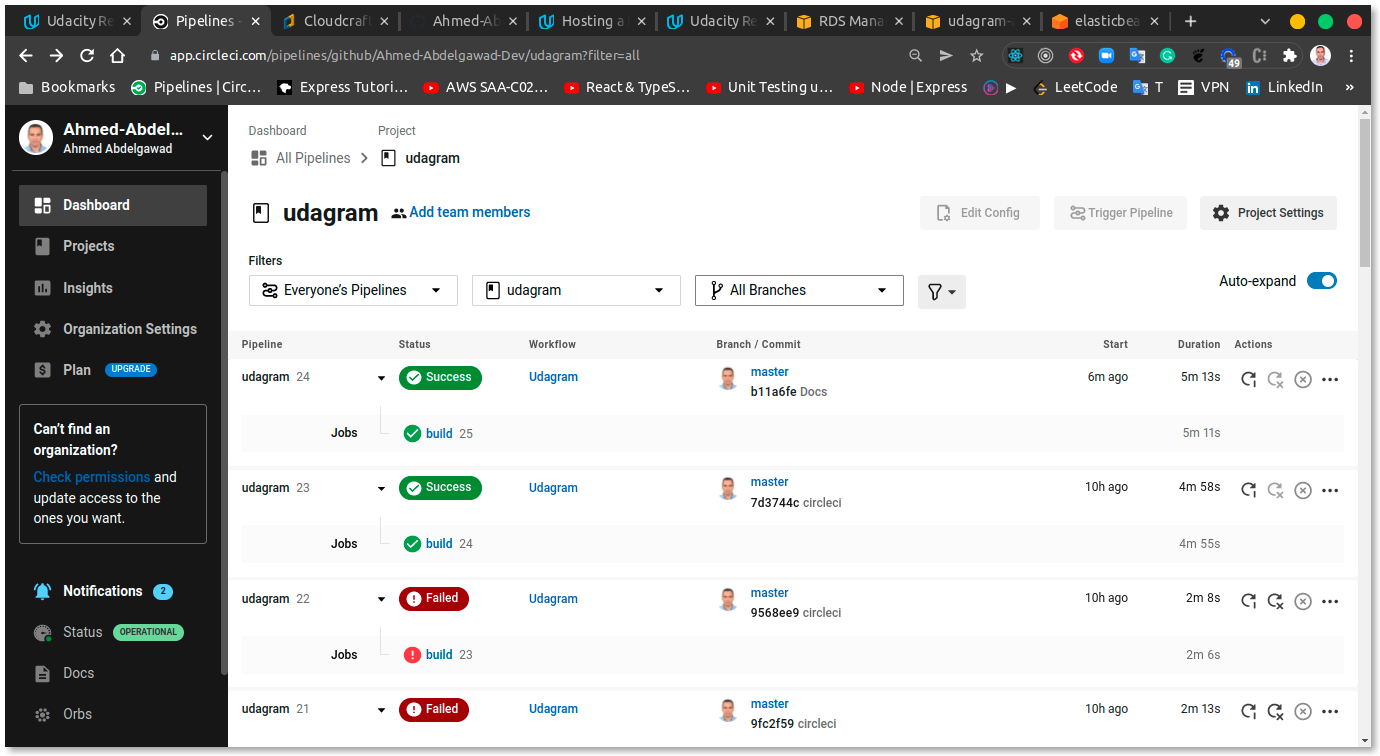 Udacity Re
Pipelines -
Cloudcraft
Ahmed-Ab
Hosting a
Udacity Re
RDS Mana
udagram-
elasticbea
app.circleci.com/pipelines/github/Ahmed-Abdelgawad-Dev/udagram?filter=all
49
Bookmarks
Pipelines | Circ...
Express Tutori...
AWS SAA-C02...
React & TypeS...
Unit Testing u...
Node | Express
LeetCode
T
VPN
LinkedIn
»
Ahmed-Abdel...
Ahmed Abdelgawad
Dashboard
Projects
Insights
Organization Settings
Plan UPGRADE
Can't find an
organization?
Check permissions and
update access to the
ones you want.
Notifications 2
Status OPERATIONAL
Docs
Orbs
Dashboard Project
All Pipelines udagram
udagram Add team members
Edit Config Trigger Pipeline Project Settings
Filters
Everyone's Pipelines udagram All Branches
Auto-expand
Pipeline Status Workflow Branch / Commit Start Duration Actions
udagram 24 Success Udagram master 6m ago 5m 13s
b11a6fe Docs
Jobs build 25 5m 11s
udagram 23 Success Udagram master 10h ago 4m 58s
7d3744c circleci
Jobs build 24 4m 55s
udagram 22 Failed Udagram master 10h ago 2m 8s
9568ee9 circleci
Jobs build 23 2m 6s
udagram 21 Failed Udagram master 10h ago 2m 13s
9fc2f59 circleci